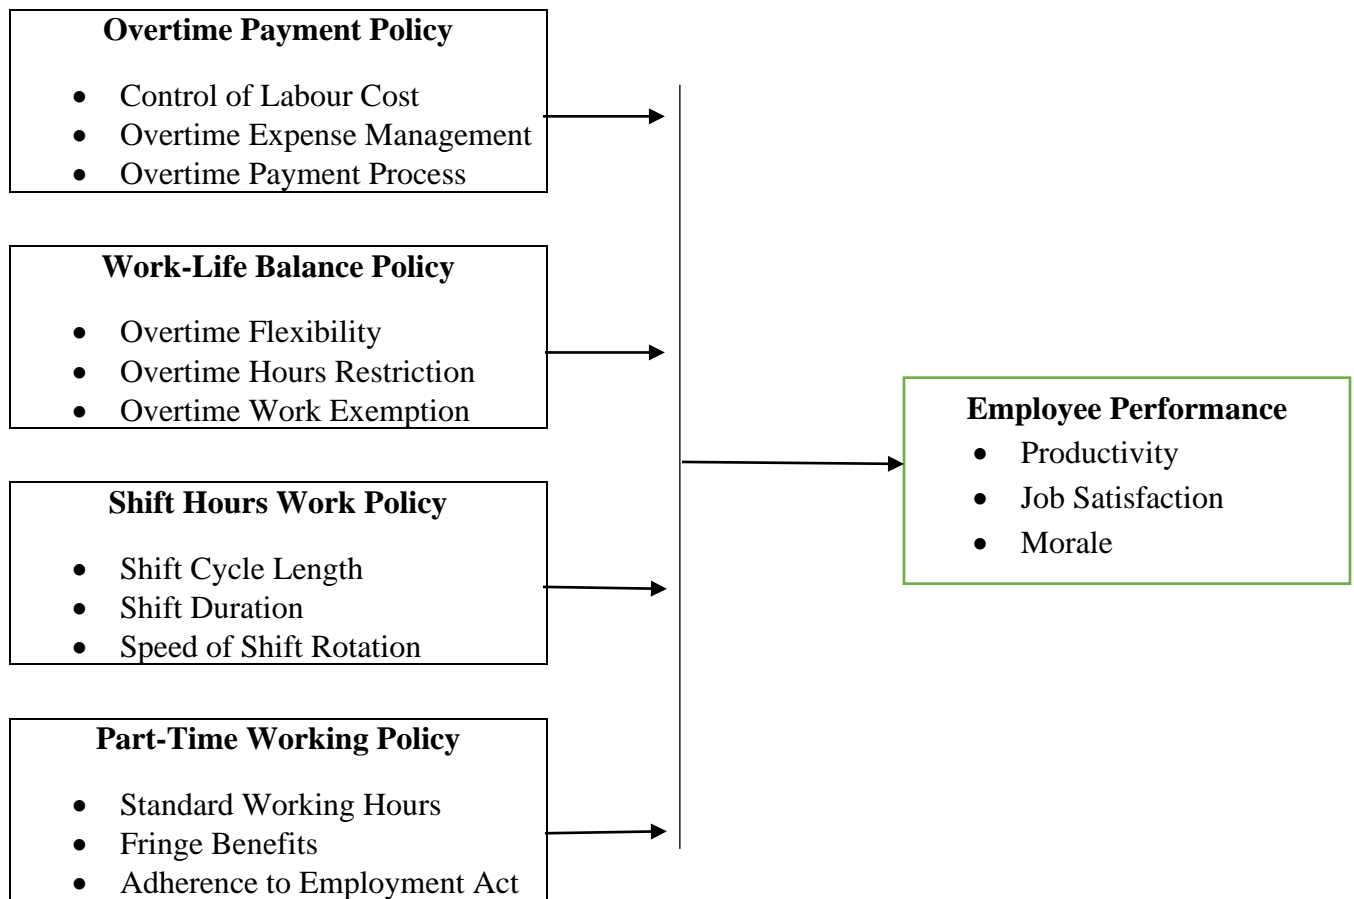 Overtime Payment Policy
• Control of Labour Cost
• Overtime Expense Management
• Overtime Payment Process
Work-Life Balance Policy
• Overtime Flexibility
• Overtime Hours Restriction
• Overtime Work Exemption
Shift Hours Work Policy
• Shift Cycle Length
• Shift Duration
• Speed of Shift Rotation
Part-Time Working Policy
• Standard Working Hours
• Fringe Benefits
• Adherence to Employment Act
Employee Performance
• Productivity
• Job Satisfaction
• Morale